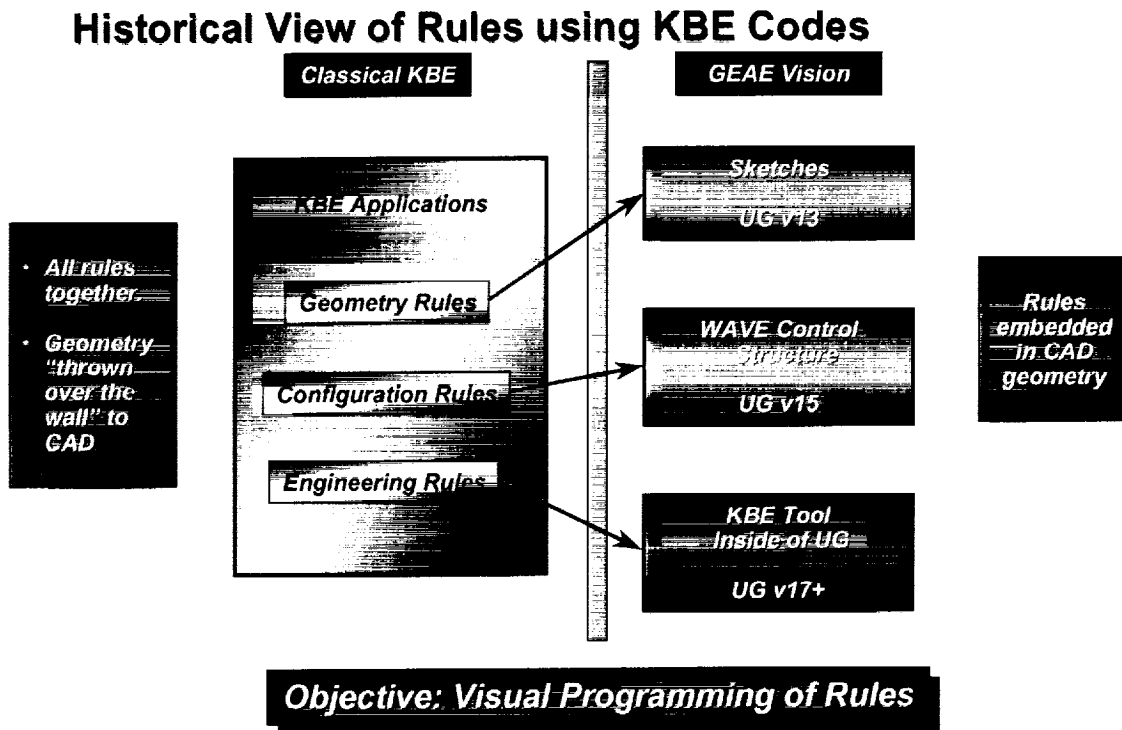 Historical View of Rules using KBE Codes
Classical KBE
GEAE Vision
• All rules
together.
• Geometry
"thrown
over the
wall" to
CAD
KBE Applications
Geometry Rules
Configuration Rules
Engineering Rules
Sketches
UG v13
WAVE Control
Structure
UG v15
KBE Tool
Inside of UG
UG v17+
Rules
embedded
in CAD
geometry
Objective: Visual Programming of Rules